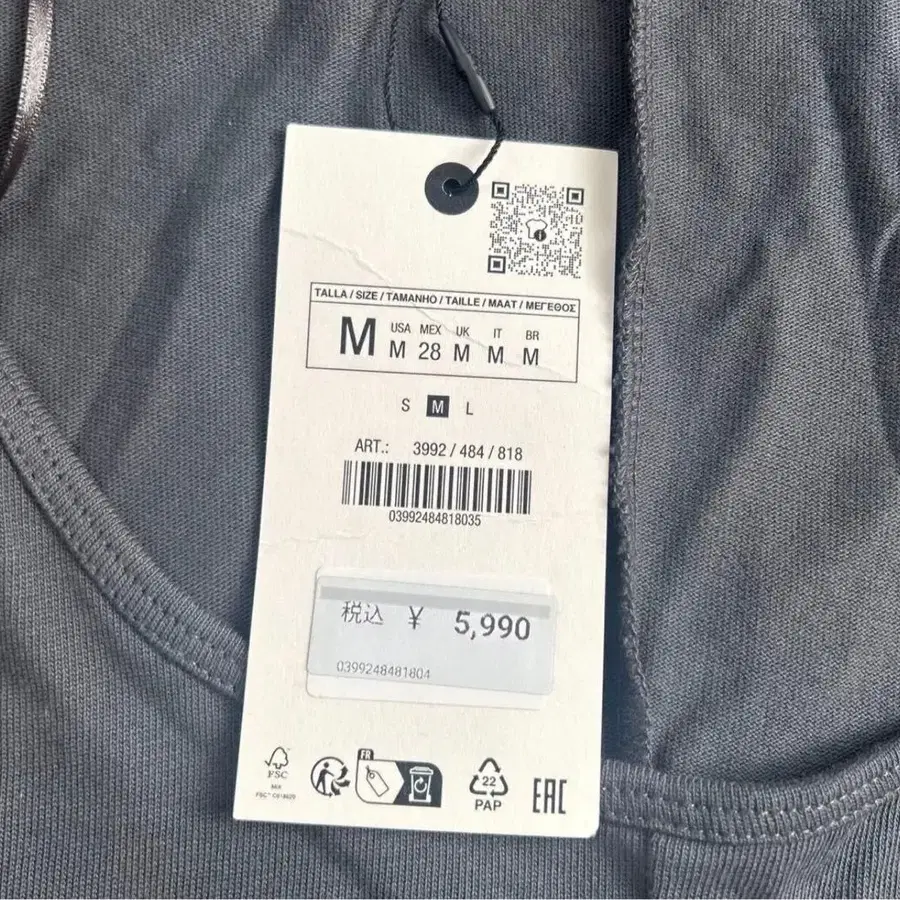 TALLA / SIZE / TAMANHO / TAILLE / MAAT / ΜΕΓΕΘΟΣ
M
USA MEX UK IT BR
M 28 M M M
S M L
ART.: 3992 / 484 / 818
03992484818035
税込 ¥ 5,990
0399248481804
FR
FSC
MIX
22
PAP
EAC